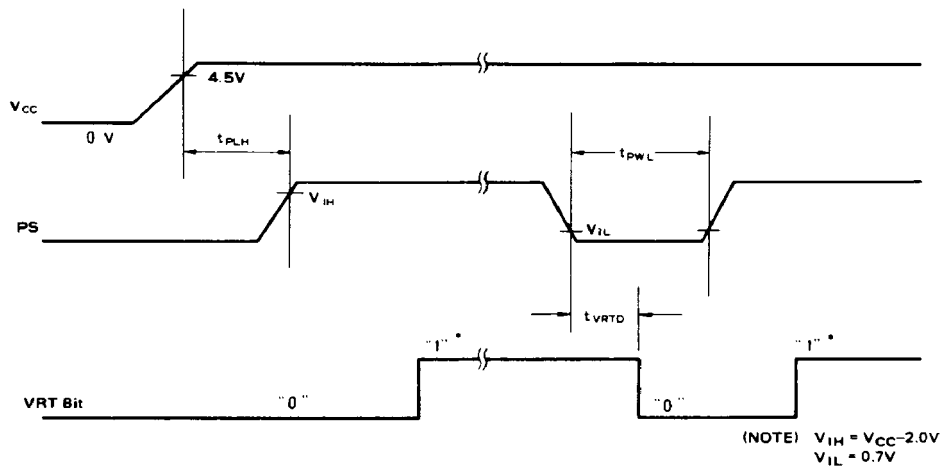 4.5V
VCC
0 V
tPLH
tPWL
VIH
PS
VIL
tVRTD
"1" *
"1" *
VRT Bit
"0"
"0"
(NOTE) VIH = VCC−2.0V
VIL = 0.7V